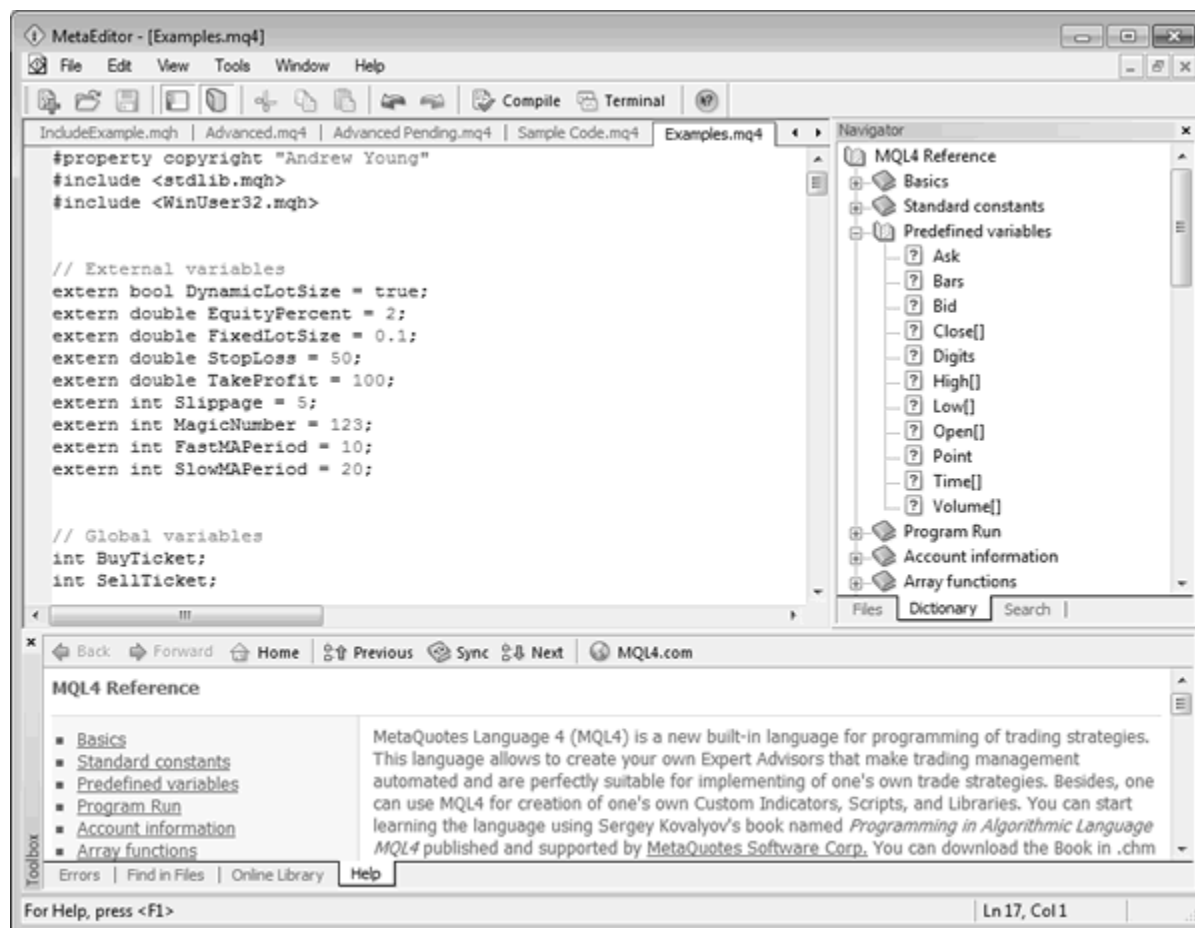 MetaEditor - [Examples.mq4]
File Edit View Tools Window Help
Compile Terminal
IncludeExample.mqh | Advanced.mq4 | Advanced Pending.mq4 | Sample Code.mq4 | Examples.mq4
#property copyright "Andrew Young"
#include <stdlib.mqh>
#include <WinUser32.mqh>
// External variables
extern bool DynamicLotSize = true;
extern double EquityPercent = 2;
extern double FixedLotSize = 0.1;
extern double StopLoss = 50;
extern double TakeProfit = 100;
extern int Slippage = 5;
extern int MagicNumber = 123;
extern int FastMAPeriod = 10;
extern int SlowMAPeriod = 20;
// Global variables
int BuyTicket;
int SellTicket;
Navigator
MQL4 Reference
Basics
Standard constants
Predefined variables
Ask
Bars
Bid
Close[]
Digits
High[]
Low[]
Open[]
Point
Time[]
Volume[]
Program Run
Account information
Array functions
Files Dictionary Search |
Back Forward Home Previous Sync Next MQL4.com
MQL4 Reference
Basics
Standard constants
Predefined variables
Program Run
Account information
Array functions
MetaQuotes Language 4 (MQL4) is a new built-in language for programming of trading strategies.
This language allows to create your own Expert Advisors that make trading management
automated and are perfectly suitable for implementing of one's own trade strategies. Besides, one
can use MQL4 for creation of one's own Custom Indicators, Scripts, and Libraries. You can start
learning the language using Sergey Kovalyov's book named Programming in Algorithmic Language
MQL4 published and supported by MetaQuotes Software Corp. You can download the Book in .chm
Toolbox
Errors | Find in Files | Online Library Help
For Help, press <F1>
Ln 17, Col 1